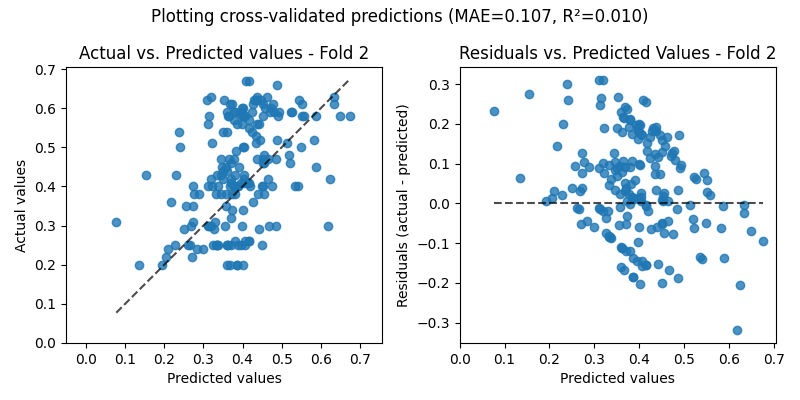 Plotting cross-validated predictions (MAE=0.107, R²=0.010)
Actual vs. Predicted values - Fold 2
Actual values
0.7
0.6
0.5
0.4
0.3
0.2
0.1
0.0
0.0 0.1 0.2 0.3 0.4 0.5 0.6 0.7
Predicted values
Residuals vs. Predicted Values - Fold 2
Residuals (actual - predicted)
0.3
0.2
0.1
0.0
−0.1
−0.2
−0.3
0.0 0.1 0.2 0.3 0.4 0.5 0.6 0.7
Predicted values